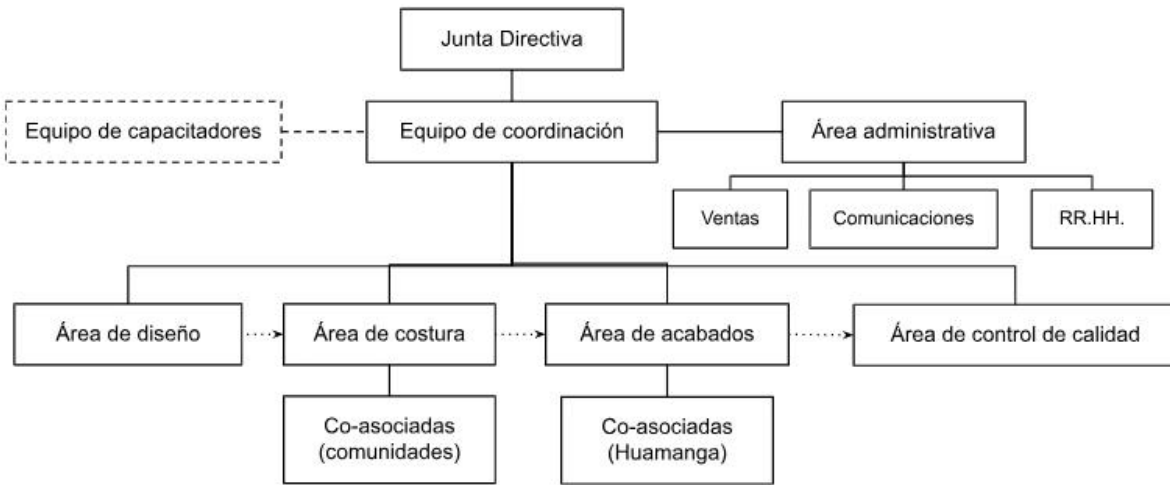 Junta Directiva
Equipo de capacitadores
Equipo de coordinación
Área administrativa
Ventas
Comunicaciones
RR.HH.
Área de diseño
Área de costura
Área de acabados
Área de control de calidad
Co-asociadas
(comunidades)
Co-asociadas
(Huamanga)